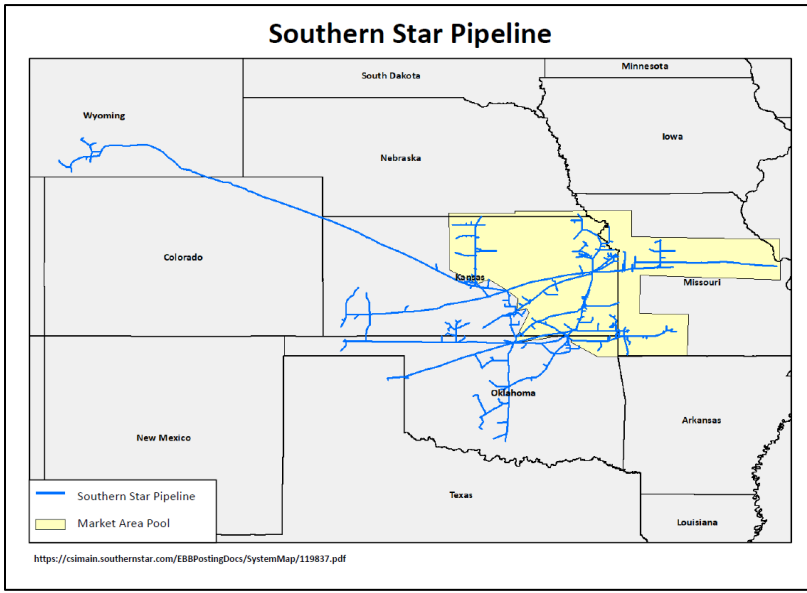 Southern Star Pipeline
Minnesota
South Dakota
Wyoming
Iowa
Nebraska
Colorado
Kansas
Missouri
Oklahoma
Arkansas
New Mexico
Texas
Southern Star Pipeline
Market Area Pool
Louisiana
https://csimain.southernstar.com/EBBPostingDocs/SystemMap/119837.pdf